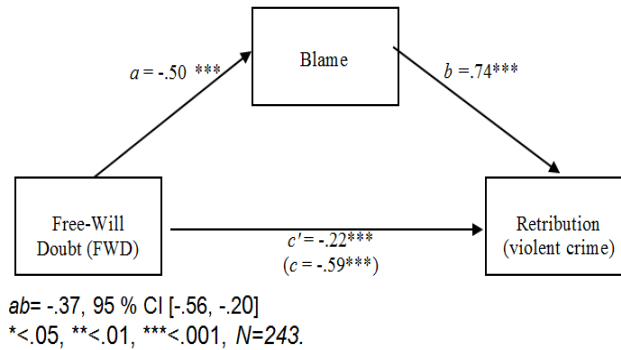 Blame
a = -.50 ***
b =.74***
Free-Will
Doubt (FWD)
c' = -.22***
(c = -.59***)
Retribution
(violent crime)
ab= -.37, 95 % CI [-.56, -.20]
*<.05, **<.01, ***<.001, N=243.